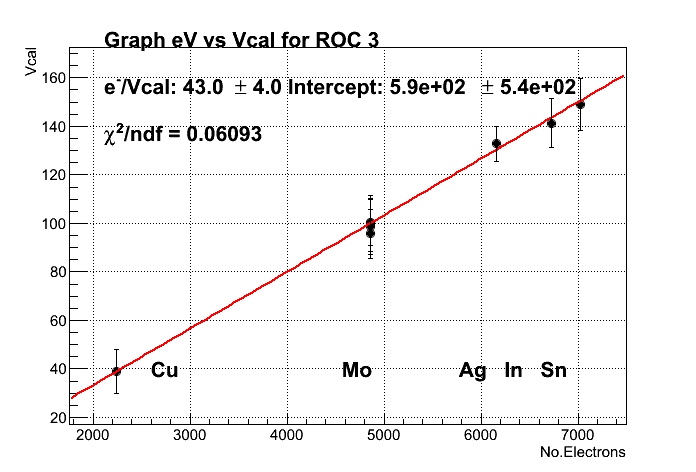 Graph eV vs Vcal for ROC 3
Vcal
e⁻/Vcal: 43.0 ± 4.0 Intercept: 5.9e+02 ± 5.4e+02
χ²/ndf = 0.06093
160
140
120
100
80
60
40
20
Cu Mo Ag In Sn
2000 3000 4000 5000 6000 7000
No.Electrons